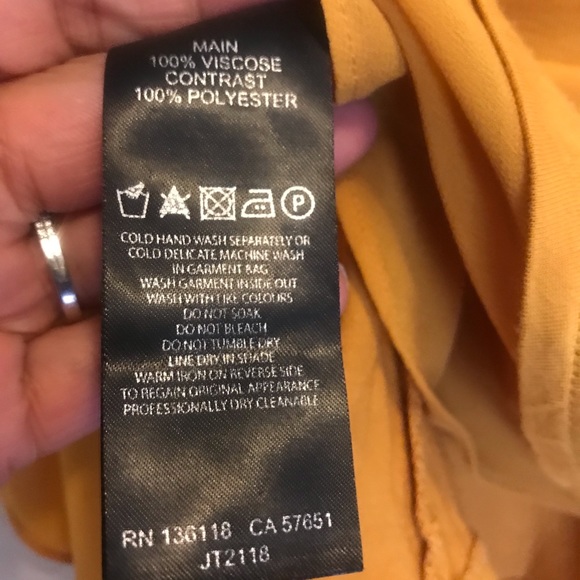 MAIN
100% VISCOSE
CONTRAST
100% POLYESTER
P
COLD HAND WASH SEPARATELY OR
COLD DELICATE MACHINE WASH
IN GARMENT BAG
WASH GARMENT INSIDE OUT
WASH WITH LIKE COLOURS
DO NOT SOAK
DO NOT BLEACH
DO NOT TUMBLE DRY
LINE DRY IN SHADE
WARM IRON ON REVERSE SIDE
TO REGAIN ORIGINAL APPEARANCE
PROFESSIONALLY DRY CLEANABLE
RN 136118 CA 57651
JT2118